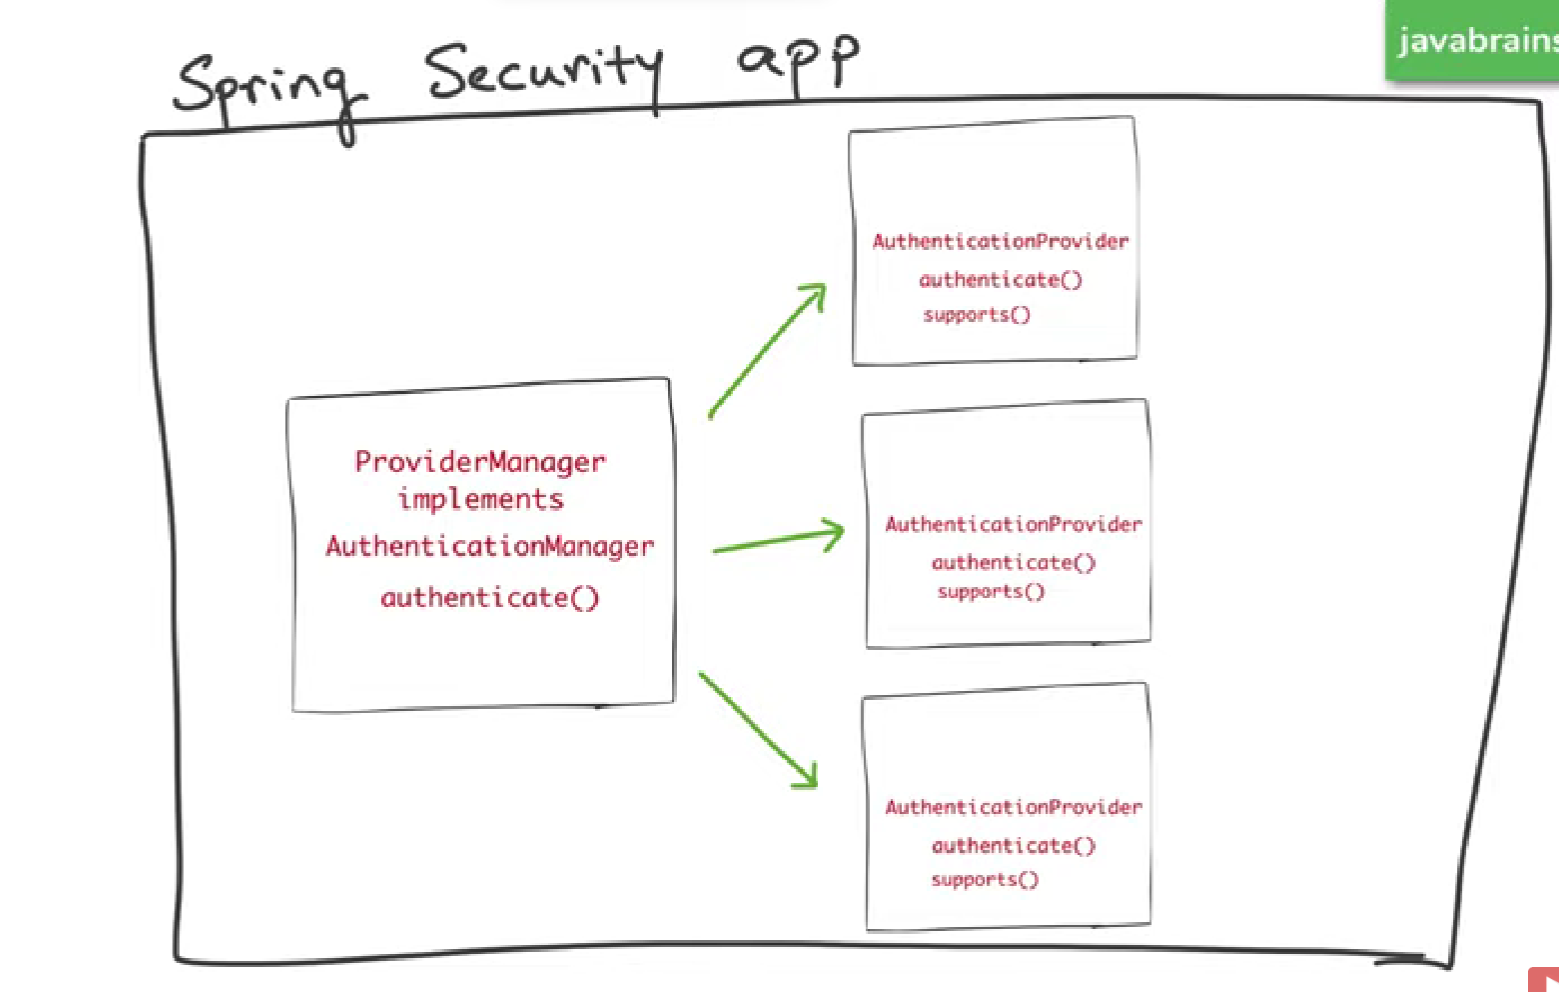 Spring Security app
javabrains
ProviderManager
implements
AuthenticationManager
authenticate()
AuthenticationProvider
authenticate()
supports()
AuthenticationProvider
authenticate()
supports()
AuthenticationProvider
authenticate()
supports()